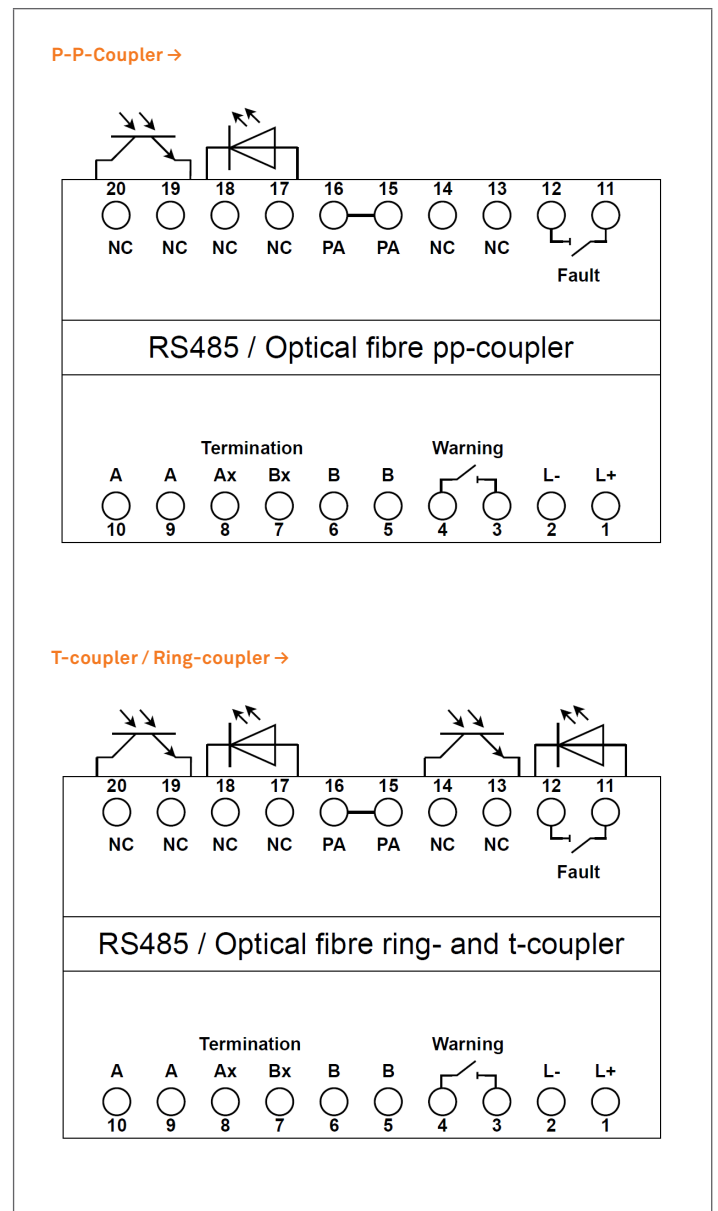 P-P-Coupler →
20 19 18 17 16 15 14 13 12 11
NC NC NC NC PA PA NC NC
Fault
RS485 / Optical fibre pp-coupler
Termination Warning
A A Ax Bx B B L- L+
10 9 8 7 6 5 4 3 2 1
T-coupler / Ring-coupler →
20 19 18 17 16 15 14 13 12 11
NC NC NC NC PA PA NC NC
Fault
RS485 / Optical fibre ring- and t-coupler
Termination Warning
A A Ax Bx B B L- L+
10 9 8 7 6 5 4 3 2 1